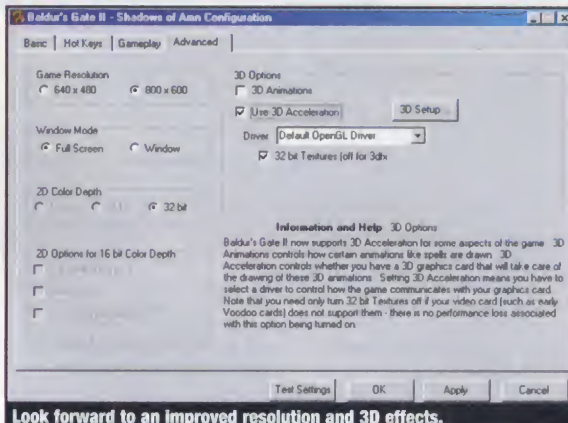 Baldur's Gate II - Shadows of Amn Configuration
Basic Hot Keys Gameplay Advanced
Game Resolution
640 x 480 800 x 600
Window Mode
Full Screen Window
2D Color Depth
32 bit
2D Options for 16 bit Color Depth
3D Options
3D Animations
Use 3D Acceleration 3D Setup...
Driver Default OpenGL Driver
32 bit Textures (off for 3dfx
Information and Help 3D Options
Baldur's Gate II now supports 3D Acceleration for some aspects of the game 3D
Animations controls how certain animations like spells are drawn 3D
Acceleration controls whether you have a 3D graphics card that will take care of
the drawing of these 3D animations Setting 3D Acceleration means you have to
select a driver to control how the game communicates with your graphics card
Note that you need only turn 32 bit Textures off if your video card (such as early
Voodoo cards) does not support them - there is no performance loss associated
with this option being turned on
Test Settings OK Apply Cancel
Look forward to an improved resolution and 3D effects.